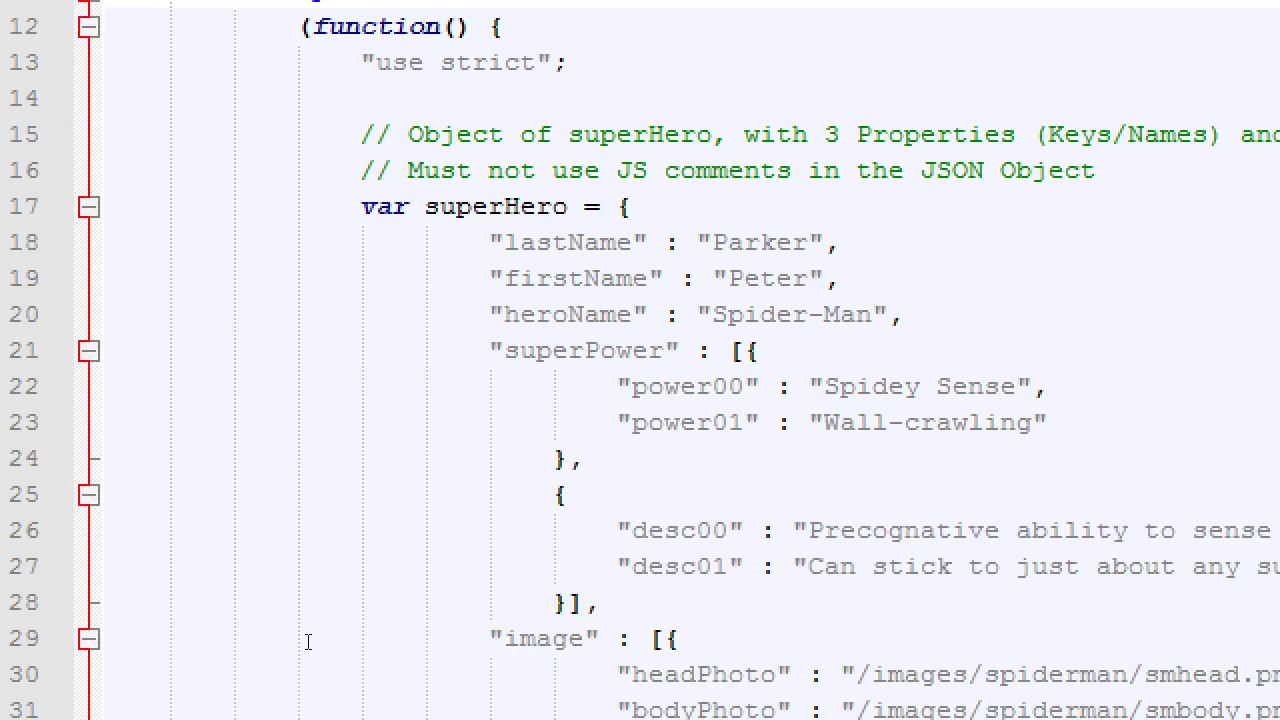 12 (function() {
13 "use strict";
14
15 // Object of superHero, with 3 Properties (Keys/Names) and
16 // Must not use JS comments in the JSON Object
17 var superHero = {
18 "lastName" : "Parker",
19 "firstName" : "Peter",
20 "heroName" : "Spider-Man",
21 "superPower" : [{
22 "power00" : "Spidey Sense",
23 "power01" : "Wall-crawling"
24 },
25 {
26 "desc00" : "Precognative ability to sense
27 "desc01" : "Can stick to just about any su
28 }],
29 "image" : [{
30 "headPhoto" : "/images/spiderman/smhead.pn
31 "bodyPhoto" : "/images/spiderman/smbody.pn